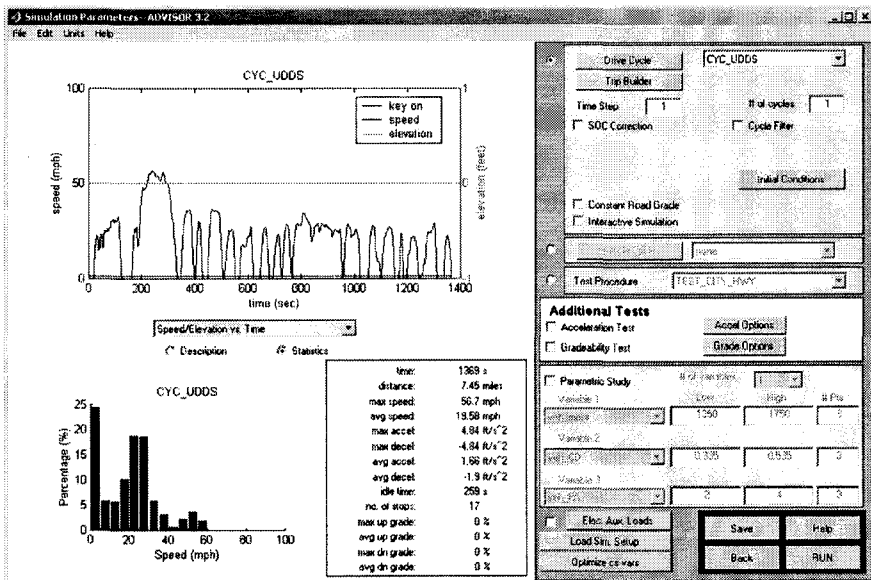 Simulation Parameters--ADVISOR 3.2
File Edit Units Help
CYC_UDDS
100
50
0
speed (mph)
key on
speed
elevation
1
0
-1
elevation (feet)
0 200 400 600 800 1000 1200 1400
time (sec)
Speed/Elevation vs. Time
Description Statistics
CYC_UDDS
25
20
15
10
5
0
Percentage (%)
0 20 40 60 80 100
Speed (mph)
time: 1369 s
distance: 7.45 miles
max speed: 56.7 mph
avg speed: 19.58 mph
max accel: 4.84 ft/s^2
max decel: -4.84 ft/s^2
avg accel: 1.66 ft/s^2
avg decel: -1.9 ft/s^2
idle time: 259 s
no. of stops: 17
max up grade: 0 %
avg up grade: 0 %
max dn grade: 0 %
avg dn grade: 0 %
Drive Cycle CYC_UDDS
Trip Builder
Time Step 1 # of cycles 1
SOC Correction Cycle Filter
Initial Conditions
Constant Road Grade
Interactive Simulation
none
Test Procedure TEST_CITY_HWY
Additional Tests
Acceleration Test Accel Options
Gradeability Test Grade Options
Parametric Study # of variables
Low High # Pts
Variable 1
1350 1750 3
Variable 2
0.335 0.535 3
Variable 3
2 4 3
Elec. Aux. Loads
Load Sim. Setup
Optimize cs vars
Save Help
Back RUN